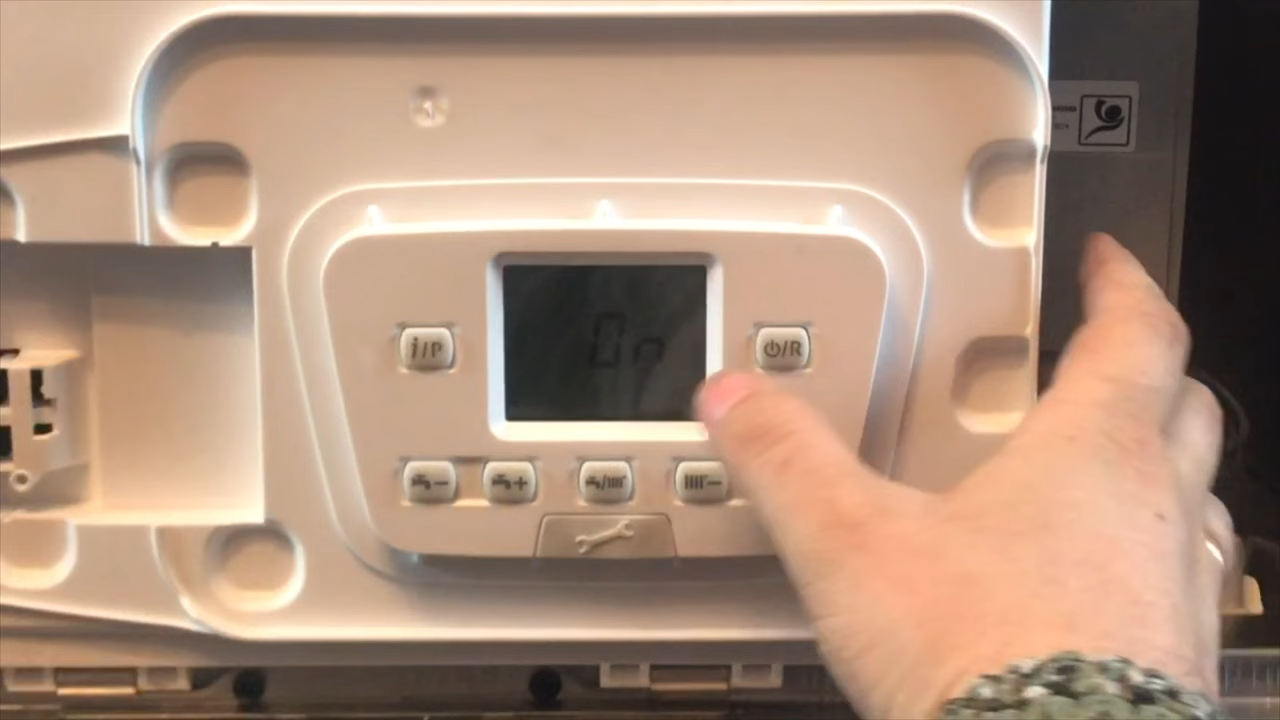 On
i/P
⏻/R
-
+
/
-